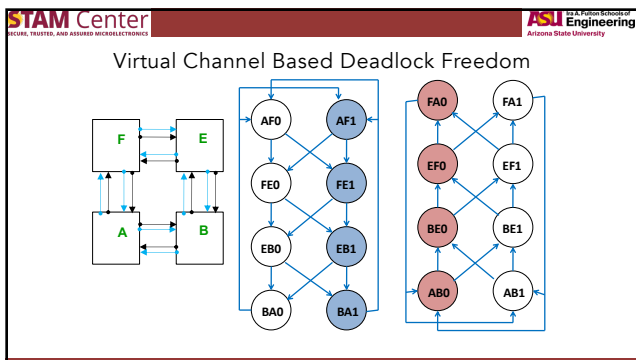 STAM Center
SECURE, TRUSTED, AND ASSURED MICROELECTRONICS
ASU Ira A. Fulton Schools of
Engineering
Arizona State University
Virtual Channel Based Deadlock Freedom
F E
A B
AF0 AF1
FE0 FE1
EB0 EB1
BA0 BA1
FA0 FA1
EF0 EF1
BE0 BE1
AB0 AB1